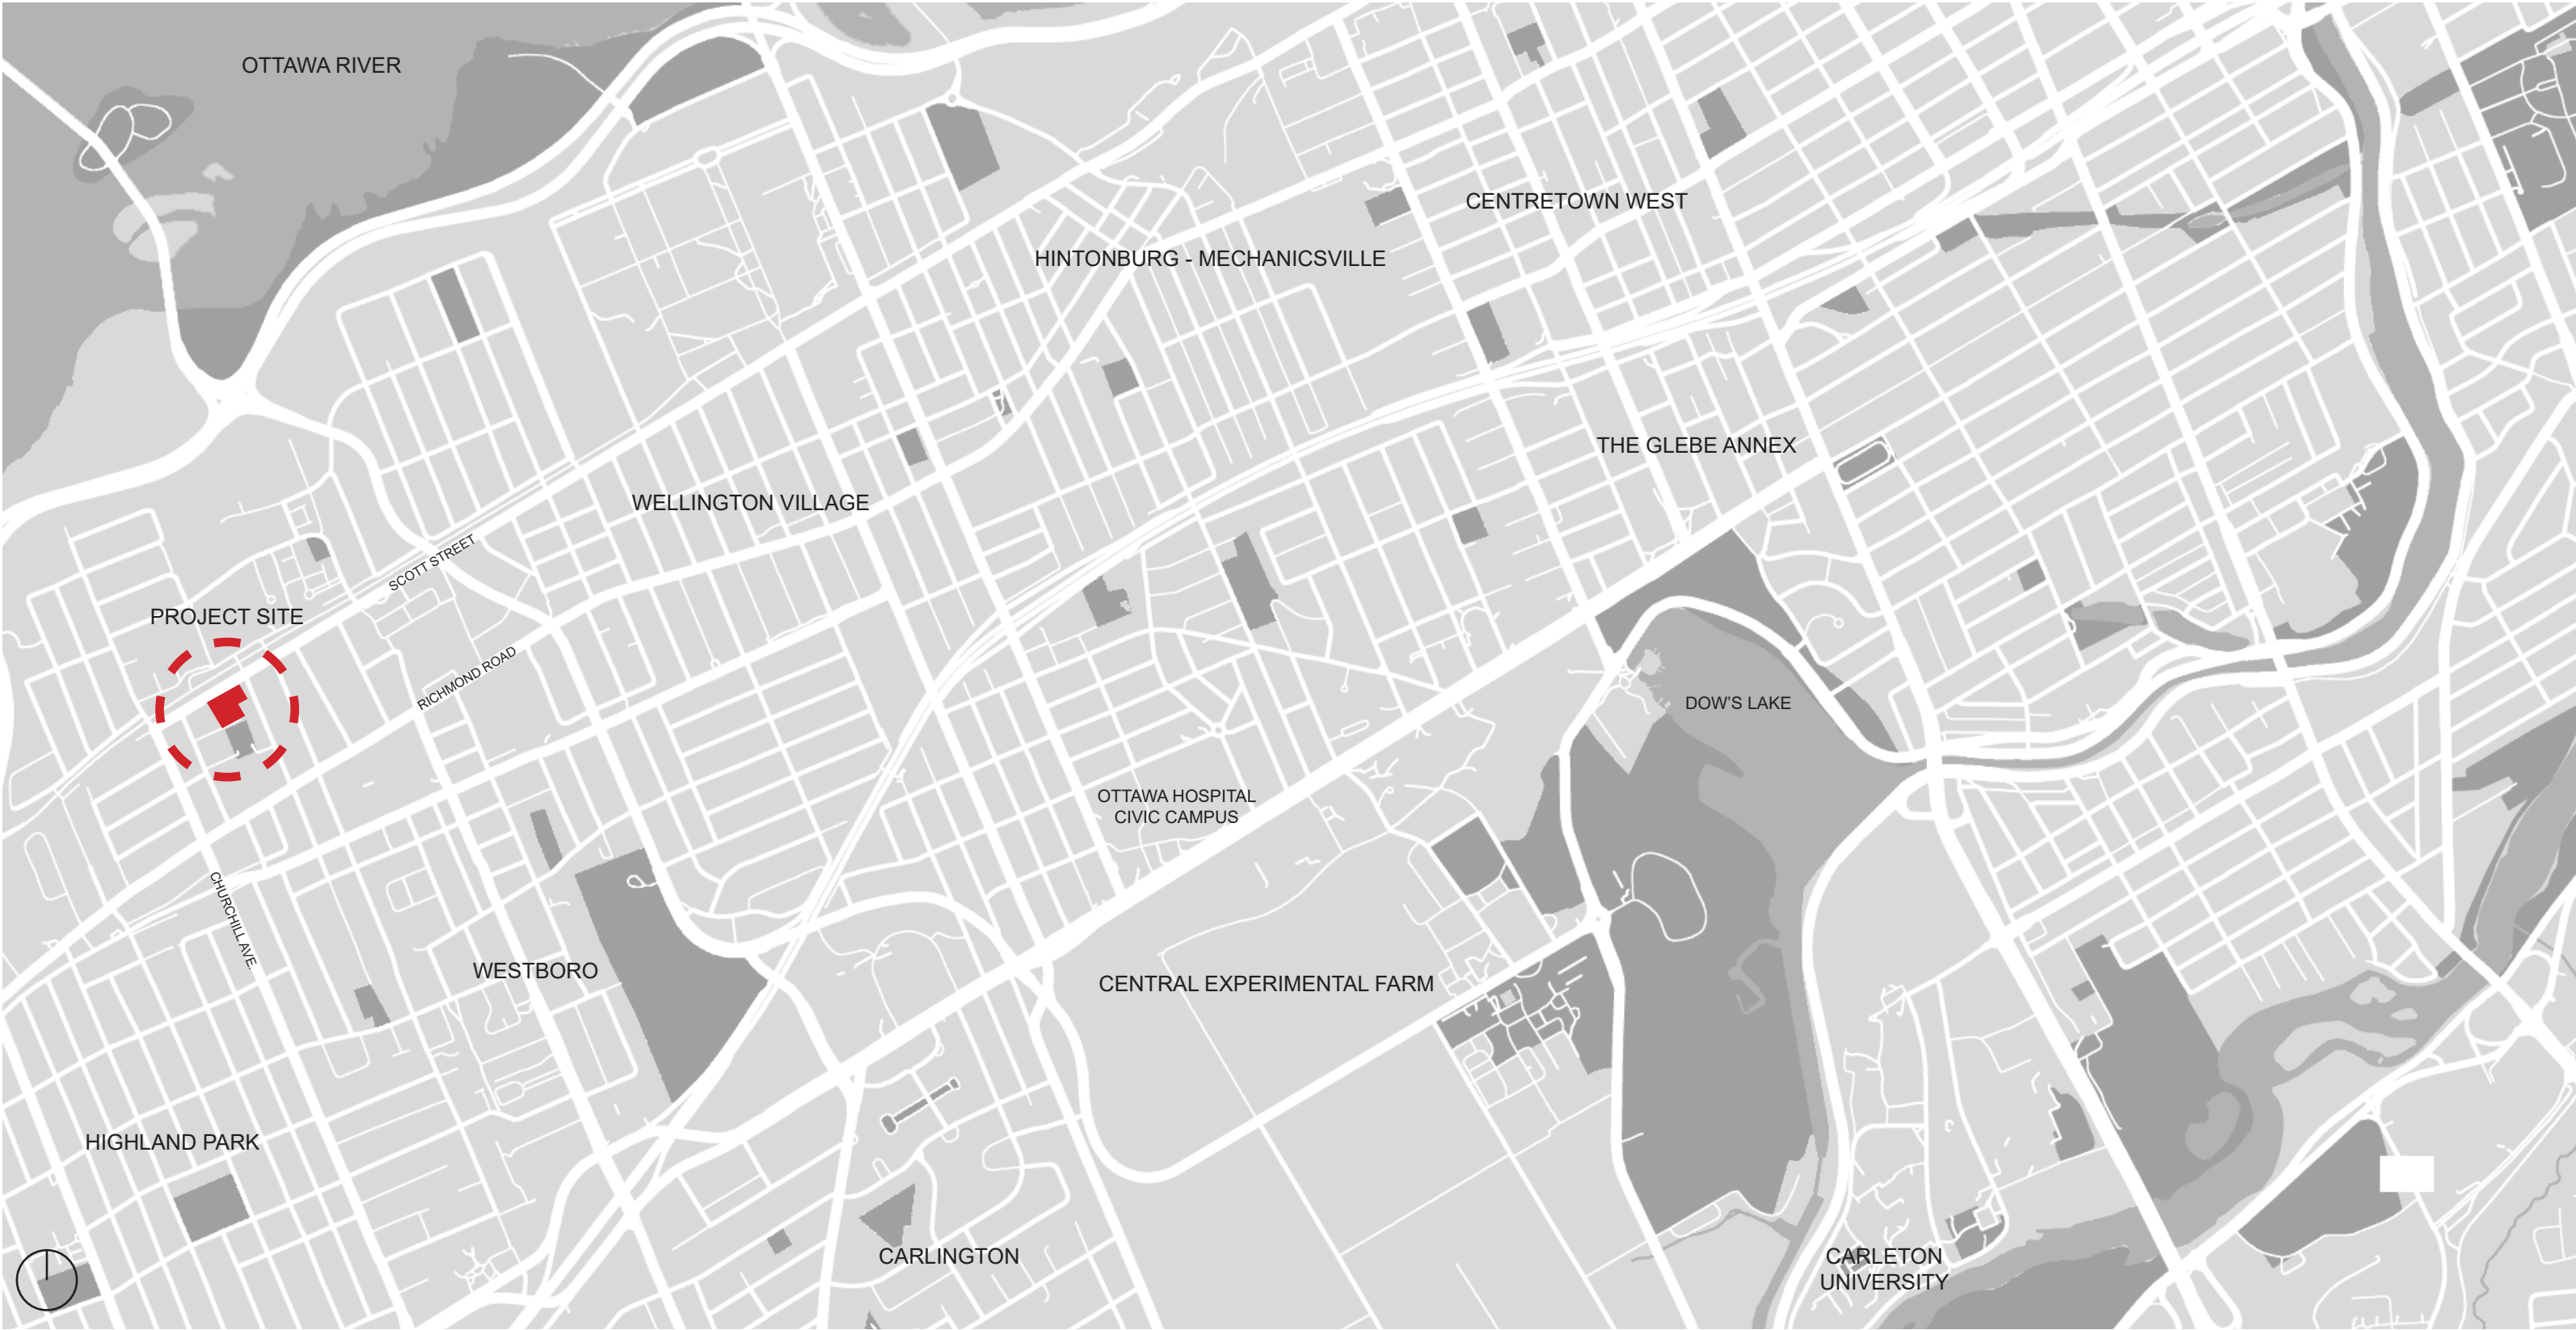 OTTAWA RIVER
CENTRETOWN WEST
HINTONBURG - MECHANICSVILLE
THE GLEBE ANNEX
WELLINGTON VILLAGE
SCOTT STREET
PROJECT SITE
RICHMOND ROAD
DOW'S LAKE
OTTAWA HOSPITAL
CIVIC CAMPUS
CHURCHILL AVE.
WESTBORO
CENTRAL EXPERIMENTAL FARM
HIGHLAND PARK
CARLINGTON
CARLETON
UNIVERSITY